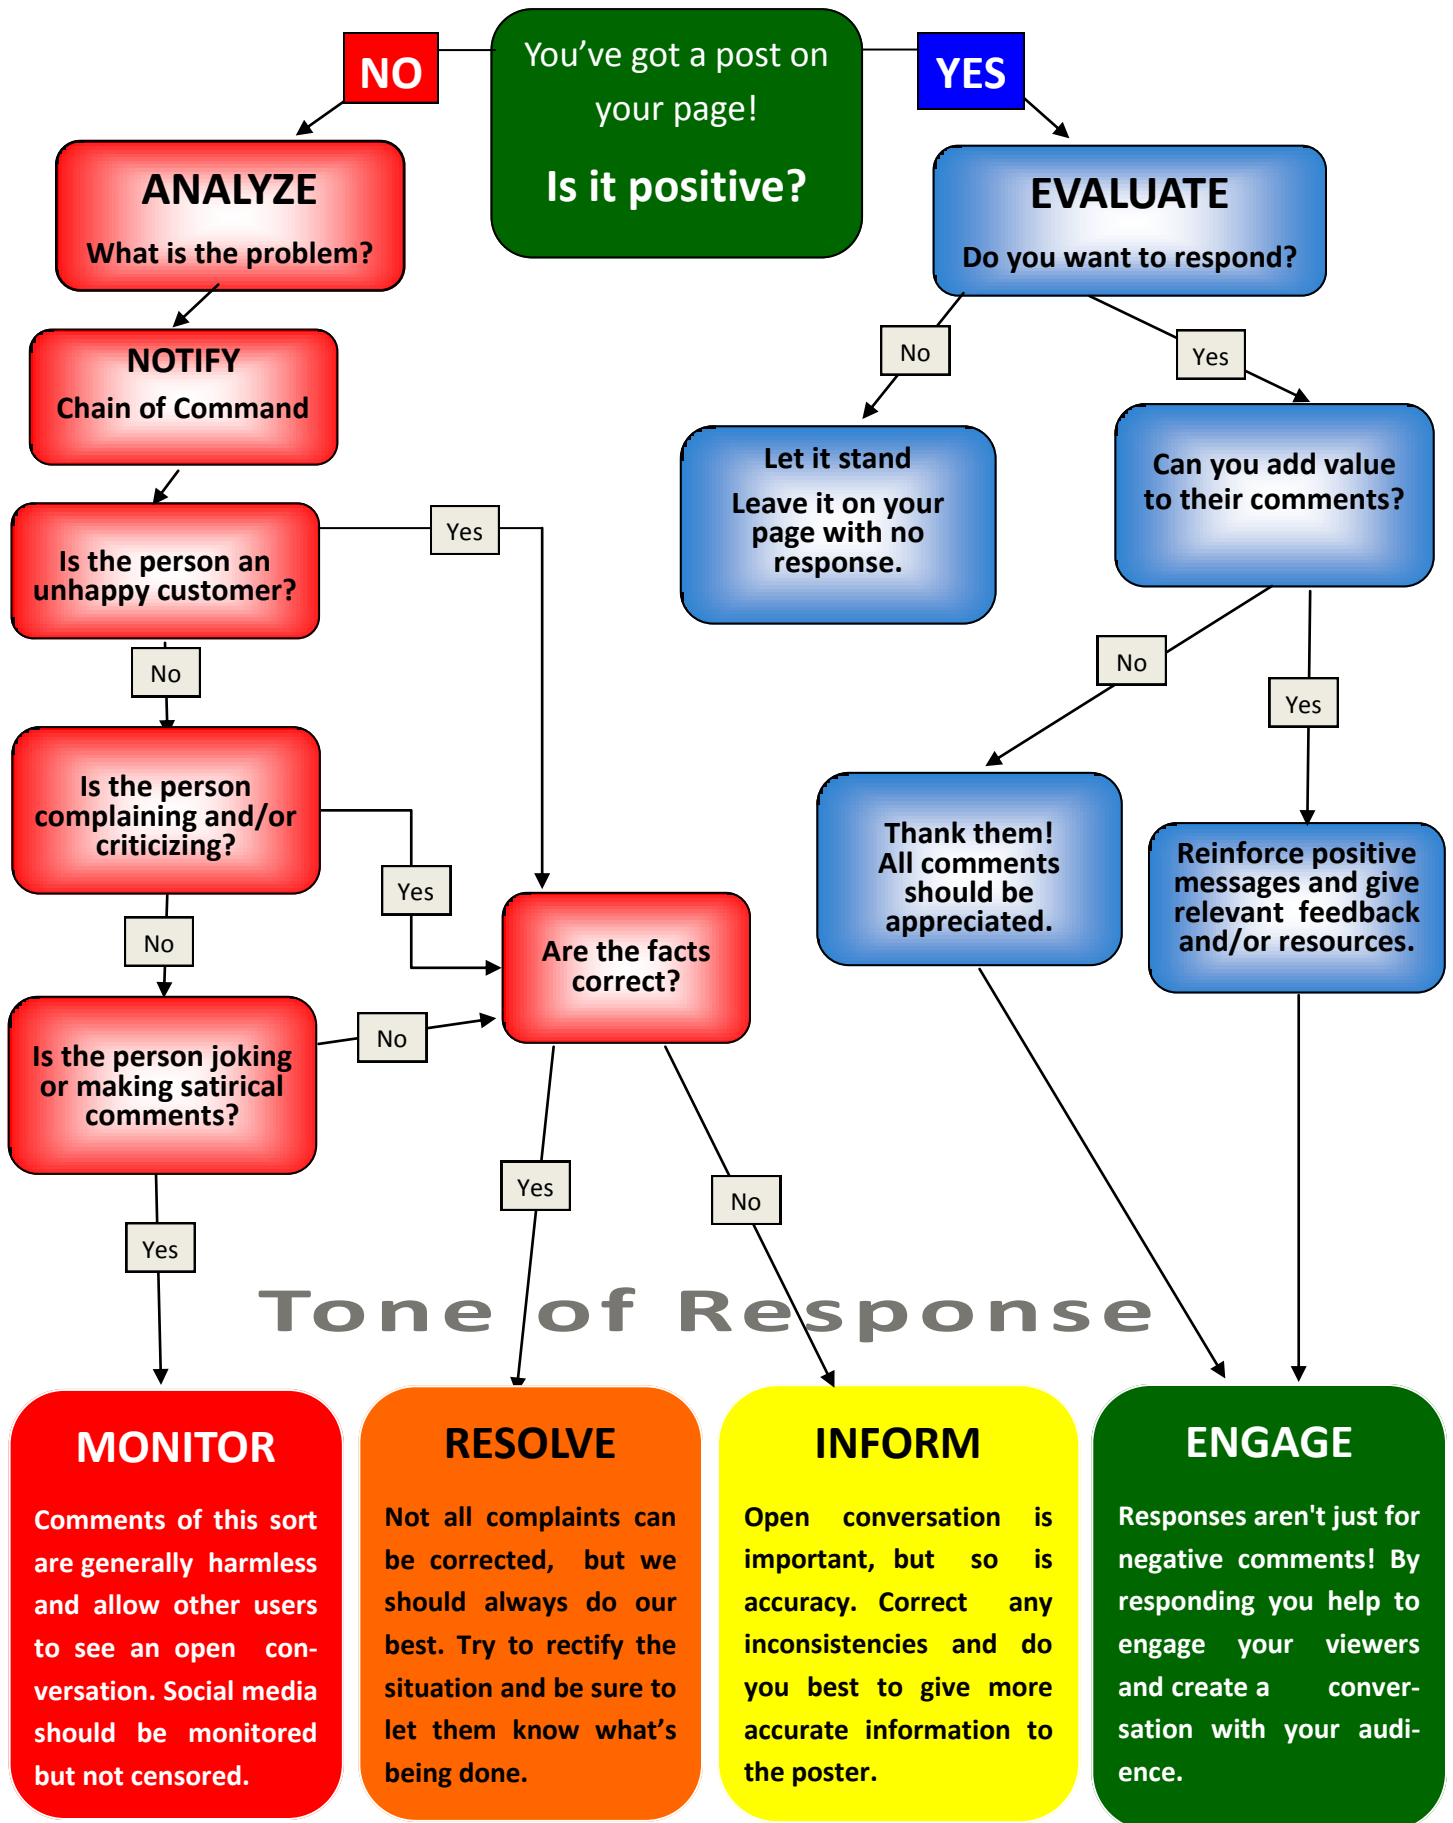 You've got a post on
your page!
Is it positive?
NO
YES
ANALYZE
What is the problem?
NOTIFY
Chain of Command
Is the person an
unhappy customer?
Yes
No
Is the person
complaining and/or
criticizing?
Yes
No
Is the person joking
or making satirical
comments?
No
Yes
Are the facts
correct?
Yes
No
EVALUATE
Do you want to respond?
No
Yes
Let it stand
Leave it on your
page with no
response.
Can you add value
to their comments?
No
Yes
Thank them!
All comments
should be
appreciated.
Reinforce positive
messages and give
relevant feedback
and/or resources.
Tone of Response
MONITOR
Comments of this sort
are generally harmless
and allow other users
to see an open con-
versation. Social media
should be monitored
but not censored.
RESOLVE
Not all complaints can
be corrected, but we
should always do our
best. Try to rectify the
situation and be sure to
let them know what's
being done.
INFORM
Open conversation is
important, but so is
accuracy. Correct any
inconsistencies and do
you best to give more
accurate information to
the poster.
ENGAGE
Responses aren't just for
negative comments! By
responding you help to
engage your viewers
and create a conver-
sation with your audi-
ence.